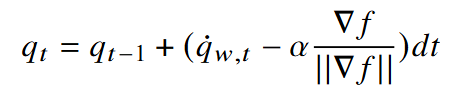 $q_t = q_{t-1} + (\dot{q}_{w,t} - \alpha \frac{\nabla f}{||\nabla f||})dt$